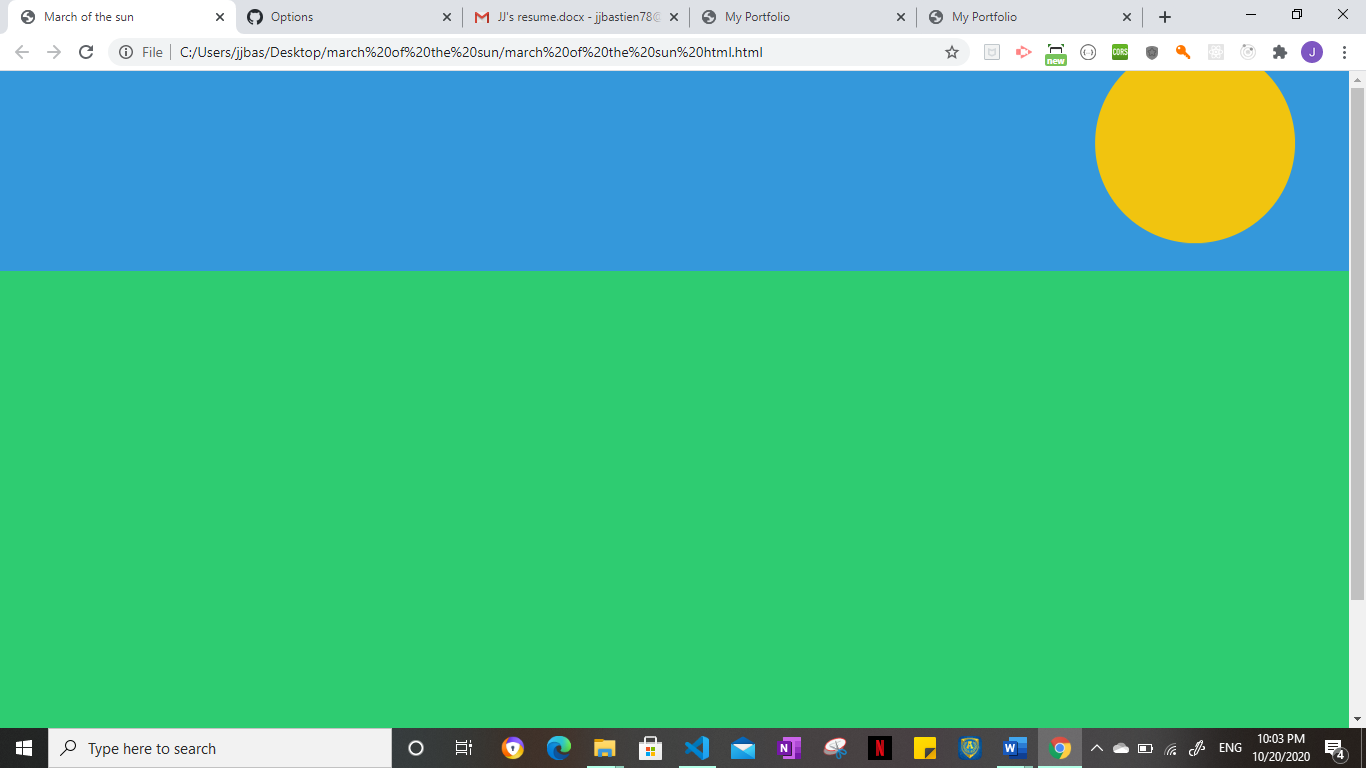 March of the sun
Options
JJ's resume.docx - jjbastien78@
My Portfolio
My Portfolio
File
C:/Users/jjbas/Desktop/march%20of%20the%20sun/march%20of%20the%20sun%20html.html
new
CORS
J
Type here to search
N
N
W
ENG
10:03 PM
10/20/2020
4